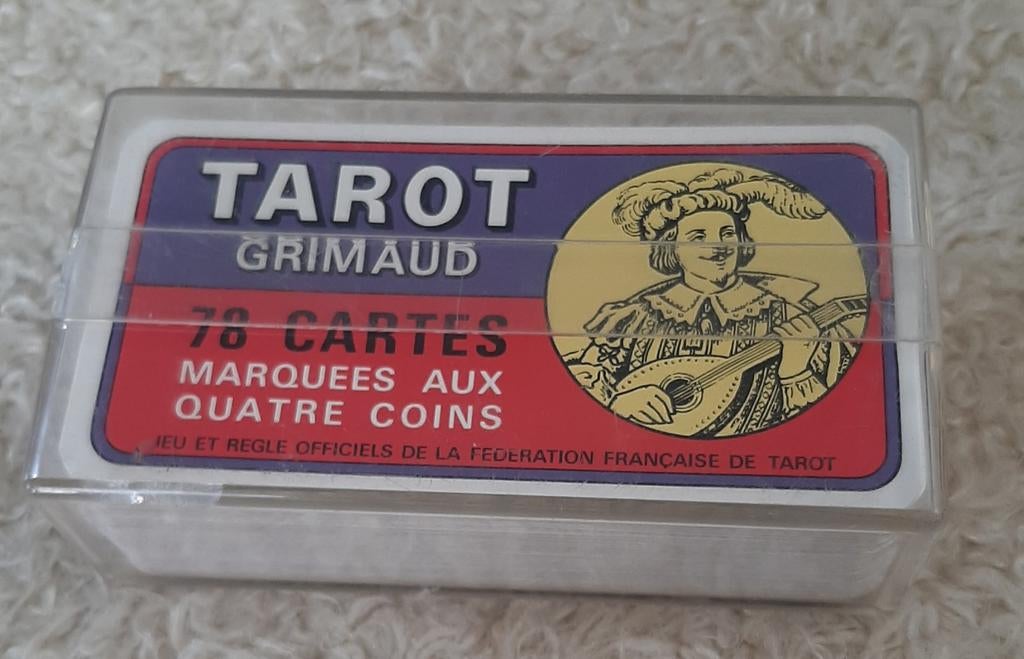 TAROT
GRIMAUD
78 CARTES
MARQUEES AUX
QUATRE COINS
JEU ET REGLE OFFICIELS DE LA FEDERATION FRANÇAISE DE TAROT